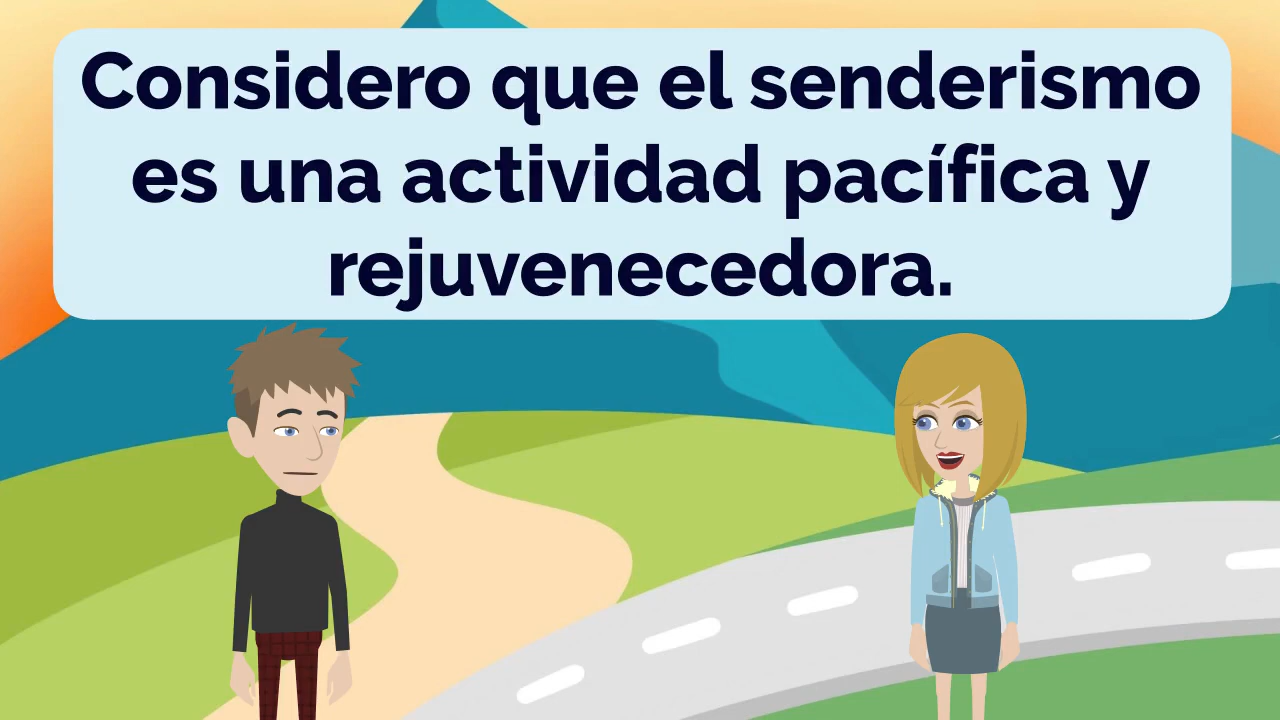 Considero que el senderismo
es una actividad pacífica y
rejuvenecedora.